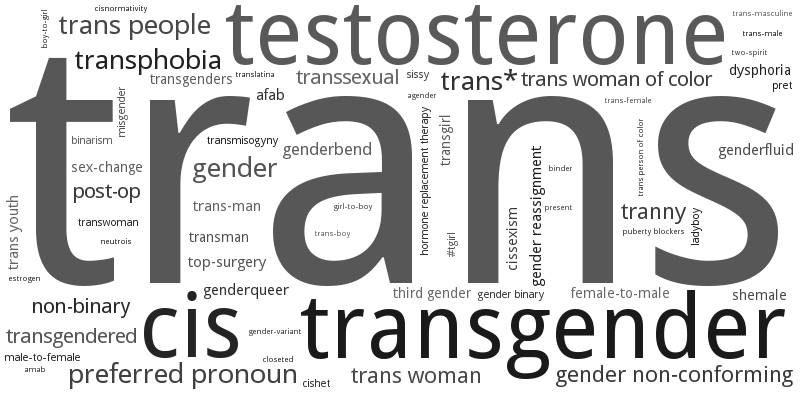 cisnormativity
boy-to-girl
trans people
testosterone
trans-masculine
trans-male
two-spirit
transphobia
transgenders
translatina
transsexual
sissy
trans*
trans woman of color
dysphoria
pret
misgender
afab
agender
trans-female
trans
binarism
transmisogyny
genderbend
hormone replacement therapy
transgirl
trans person of color
genderfluid
sex-change
gender
binder
post-op
trans-man
girl-to-boy
cissexism
gender reassignment
present
tranny
ladyboy
trans youth
transwoman
neutrois
transman
trans-boy
#tgirl
puberty blockers
top-surgery
estrogen
genderqueer
third gender
gender binary
female-to-male
shemale
non-binary
cis
transgender
transgendered
gender-variant
male-to-female
amab
closeted
preferred pronoun
cishet
trans woman
gender non-conforming